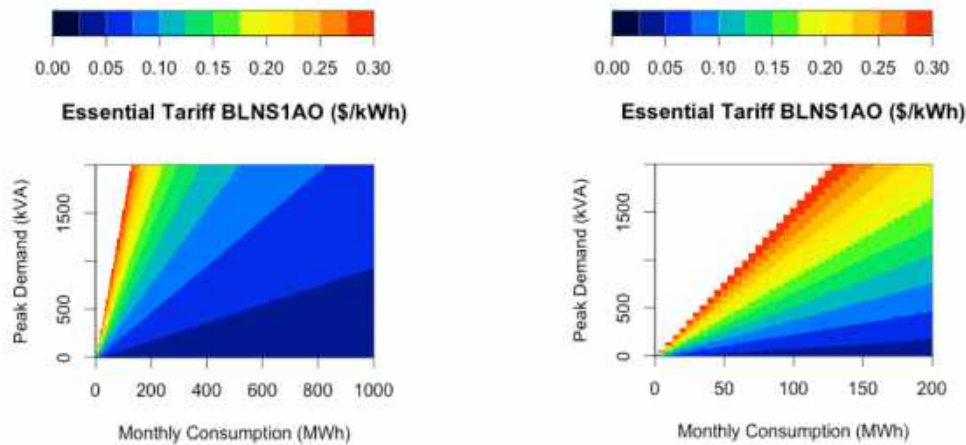 0.00 0.05 0.10 0.15 0.20 0.25 0.30
Essential Tariff BLNS1AO ($/kWh)
Peak Demand (kVA)
1500
500
0
0 200 400 600 800 1000
Monthly Consumption (MWh)
0.00 0.05 0.10 0.15 0.20 0.25 0.30
Essential Tariff BLNS1AO ($/kWh)
Peak Demand (kVA)
1500
500
0
0 50 100 150 200
Monthly Consumption (MWh)